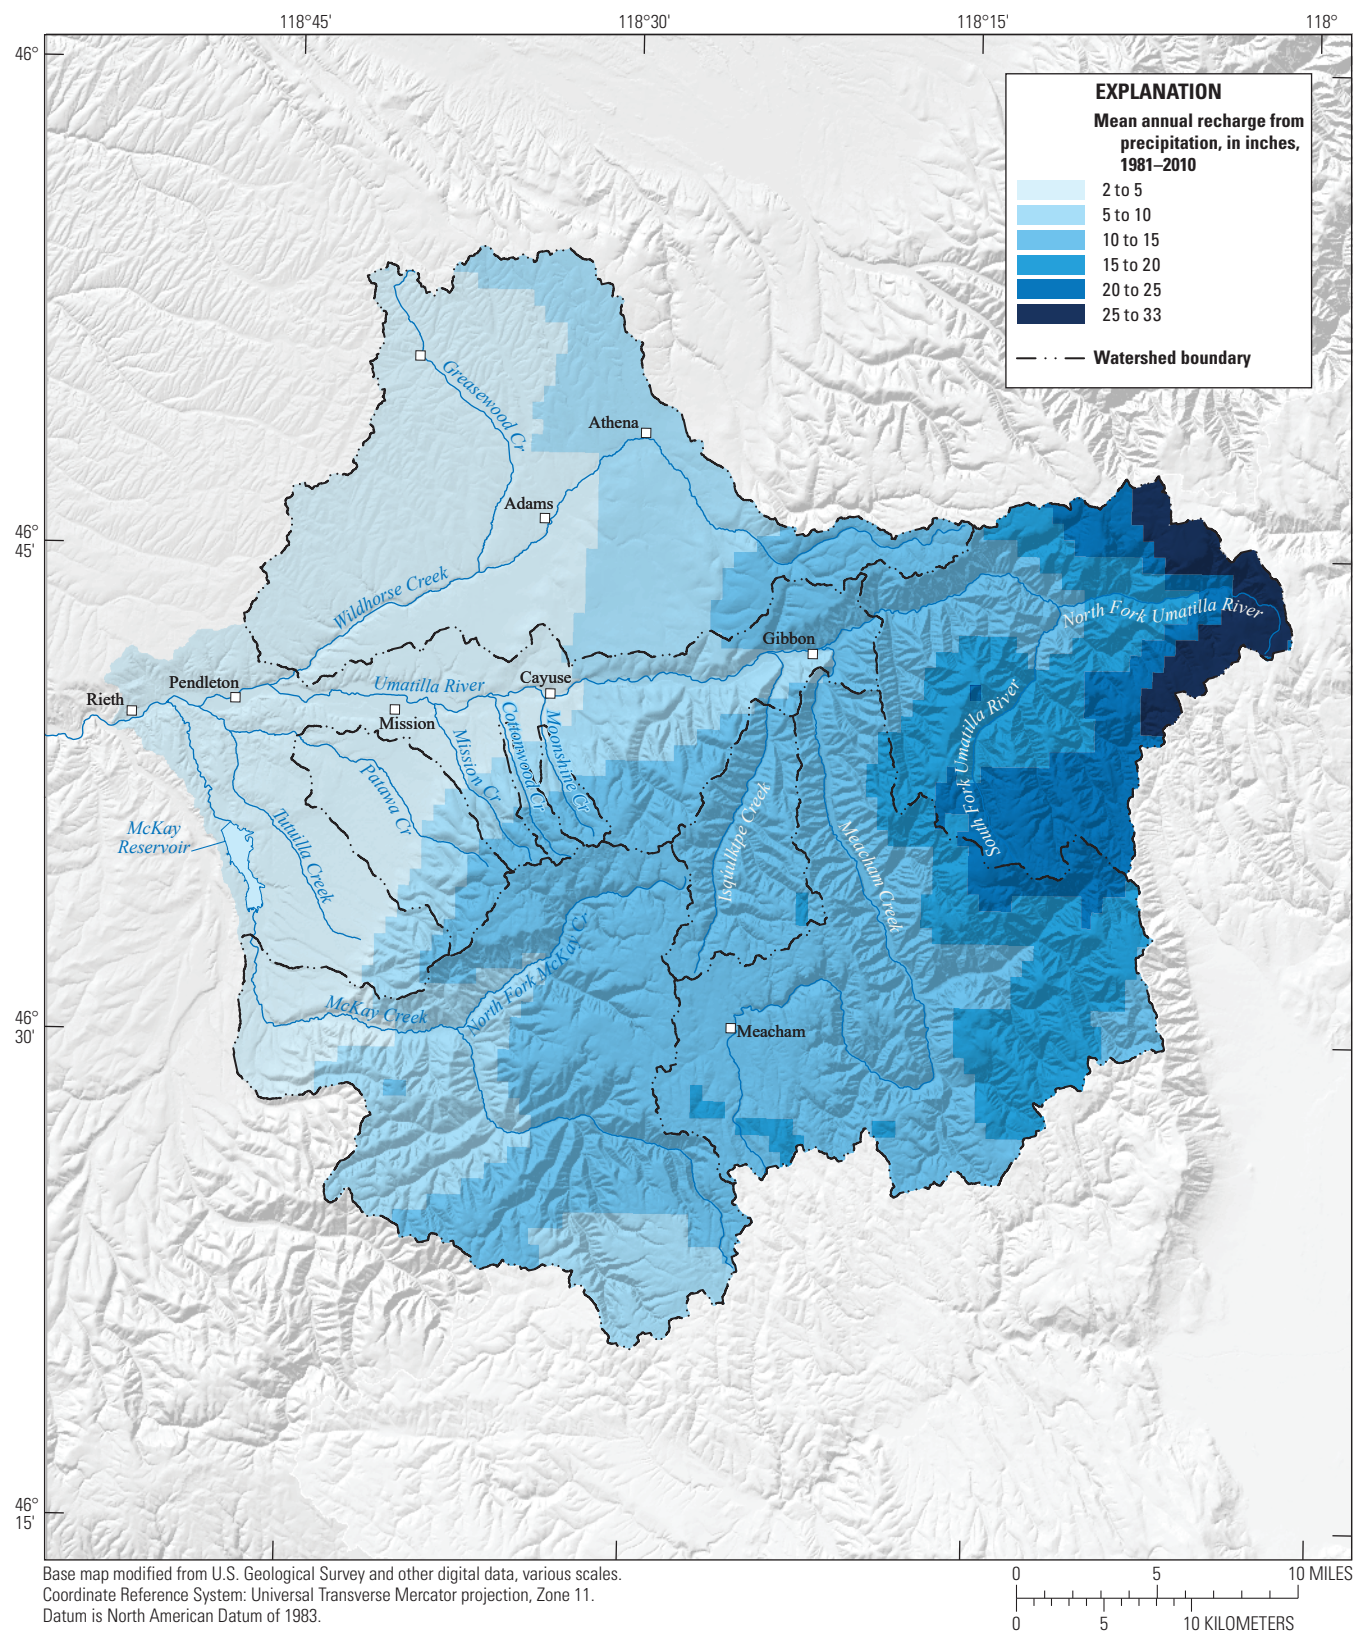 118°45'
118°30'
118°15'
118°
46°
EXPLANATION
Mean annual recharge from
precipitation, in inches,
1981–2010
2 to 5
5 to 10
10 to 15
15 to 20
20 to 25
25 to 33
Watershed boundary
Greasewood Cr
Athena
Adams
46°
45'
Wildhorse Creek
North Fork Umatilla River
Gibbon
Pendleton
Umatilla River
Cayuse
Rieth
Mission
Mission Cr
Cottonwood Cr
Moonshine Cr
South Fork Umatilla River
Patawa Cr
Tutuilla Creek
McKay
Reservoir
Isquulktpe Creek
Meacham Creek
North Fork McKay Cr
McKay Creek
46°
30'
Meacham
46°
15'
Base map modified from U.S. Geological Survey and other digital data, various scales.
Coordinate Reference System: Universal Transverse Mercator projection, Zone 11.
Datum is North American Datum of 1983.
0 5 10 MILES
0 5 10 KILOMETERS